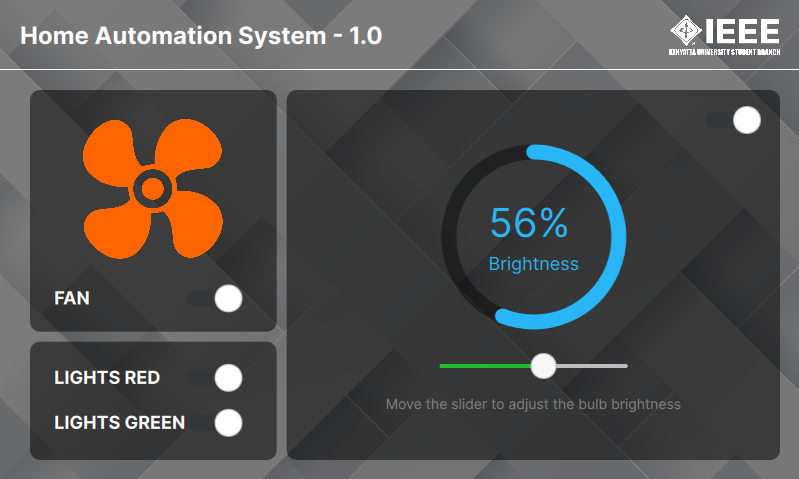 Home Automation System - 1.0
IEEE
KENYATTA UNIVERSITY STUDENT BRANCH
FAN
LIGHTS RED
LIGHTS GREEN
56%
Brightness
Move the slider to adjust the bulb brightness